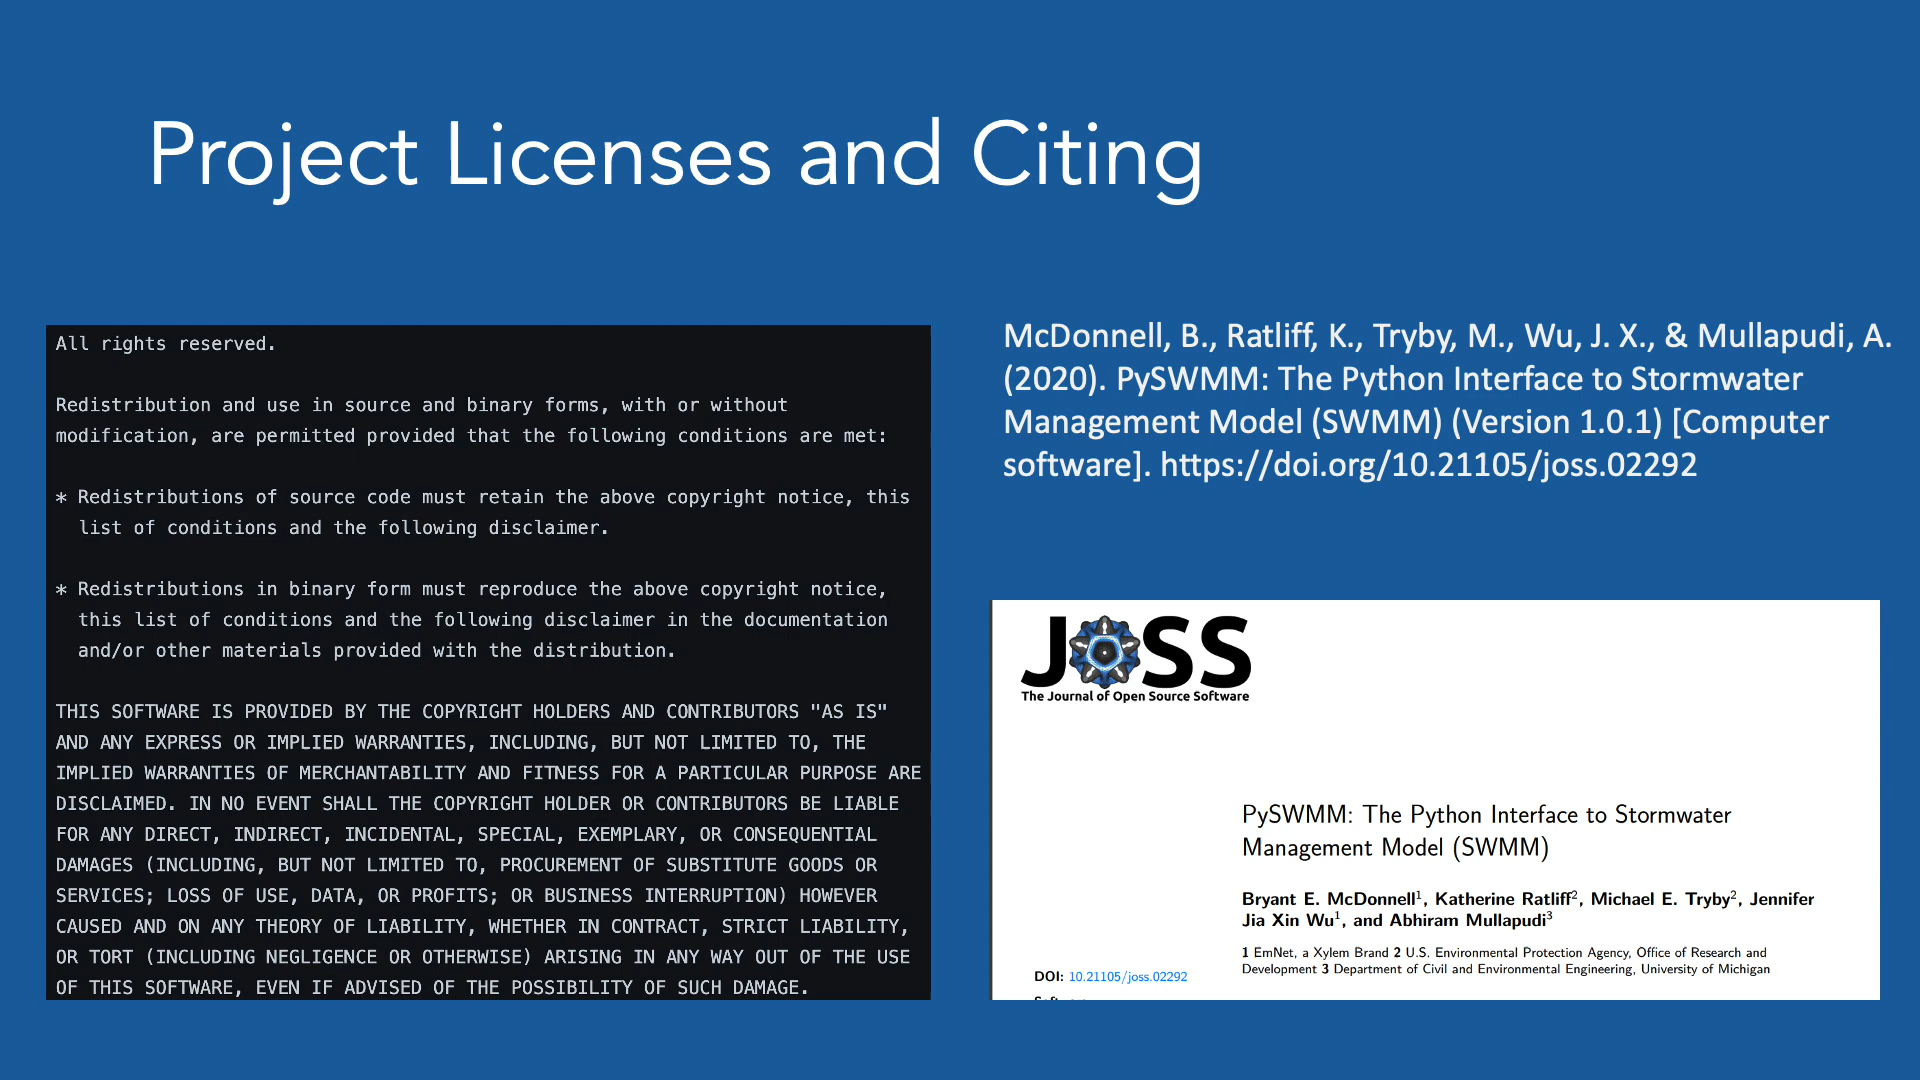 Project Licenses and Citing
All rights reserved.
Redistribution and use in source and binary forms, with or without
modification, are permitted provided that the following conditions are met:
* Redistributions of source code must retain the above copyright notice, this
list of conditions and the following disclaimer.
* Redistributions in binary form must reproduce the above copyright notice,
this list of conditions and the following disclaimer in the documentation
and/or other materials provided with the distribution.
THIS SOFTWARE IS PROVIDED BY THE COPYRIGHT HOLDERS AND CONTRIBUTORS "AS IS"
AND ANY EXPRESS OR IMPLIED WARRANTIES, INCLUDING, BUT NOT LIMITED TO, THE
IMPLIED WARRANTIES OF MERCHANTABILITY AND FITNESS FOR A PARTICULAR PURPOSE ARE
DISCLAIMED. IN NO EVENT SHALL THE COPYRIGHT HOLDER OR CONTRIBUTORS BE LIABLE
FOR ANY DIRECT, INDIRECT, INCIDENTAL, SPECIAL, EXEMPLARY, OR CONSEQUENTIAL
DAMAGES (INCLUDING, BUT NOT LIMITED TO, PROCUREMENT OF SUBSTITUTE GOODS OR
SERVICES; LOSS OF USE, DATA, OR PROFITS; OR BUSINESS INTERRUPTION) HOWEVER
CAUSED AND ON ANY THEORY OF LIABILITY, WHETHER IN CONTRACT, STRICT LIABILITY,
OR TORT (INCLUDING NEGLIGENCE OR OTHERWISE) ARISING IN ANY WAY OUT OF THE USE
OF THIS SOFTWARE, EVEN IF ADVISED OF THE POSSIBILITY OF SUCH DAMAGE.
McDonnell, B., Ratliff, K., Tryby, M., Wu, J. X., & Mullapudi, A.
(2020). PySWMM: The Python Interface to Stormwater
Management Model (SWMM) (Version 1.0.1) [Computer
software]. https://doi.org/10.21105/joss.02292
JOSS
The Journal of Open Source Software
PySWMM: The Python Interface to Stormwater
Management Model (SWMM)
Bryant E. McDonnell1, Katherine Ratliff2, Michael E. Tryby2, Jennifer
Jia Xin Wu1, and Abhiram Mullapudi3
1 EmNet, a Xylem Brand 2 U.S. Environmental Protection Agency, Office of Research and
Development 3 Department of Civil and Environmental Engineering, University of Michigan
DOI: 10.21105/joss.02292